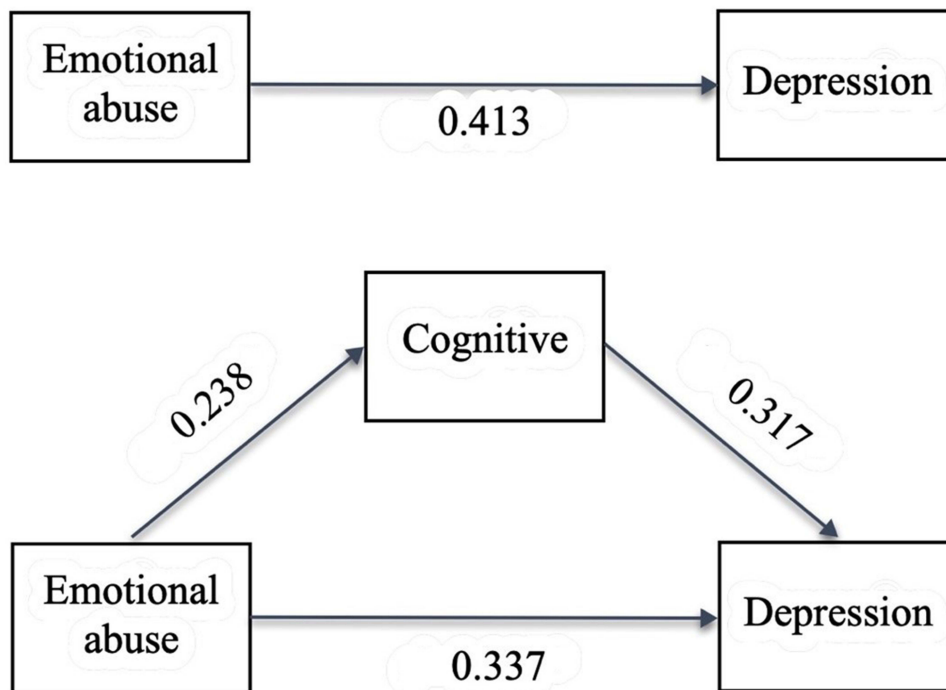 Emotional
abuse
Depression
0.413
Cognitive
0.238
0.317
Emotional
abuse
Depression
0.337